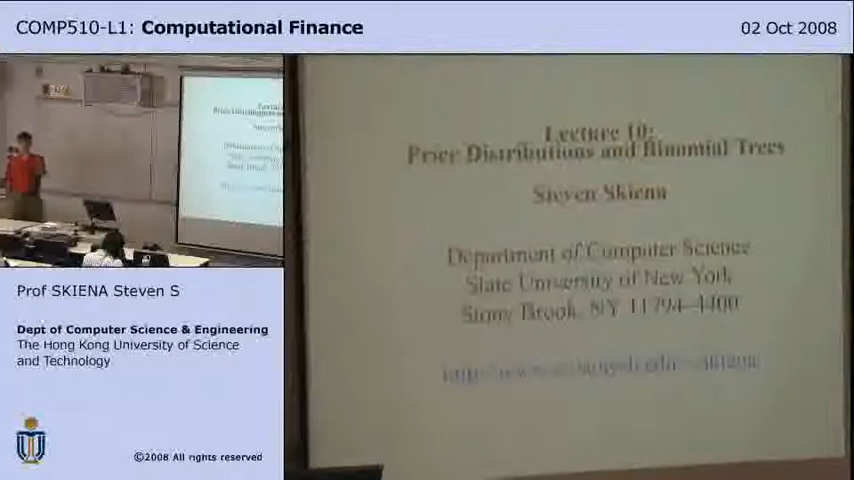 COMP510-L1: Computational Finance
02 Oct 2008
Lecture 10:
Price Distributions and Binomial Trees
Steven Skiena
Department of Computer Science
State University of New York
Stony Brook, NY 11794–4400
Prof SKIENA Steven S
Dept of Computer Science & Engineering
The Hong Kong University of Science
and Technology
©2008 All rights reserved